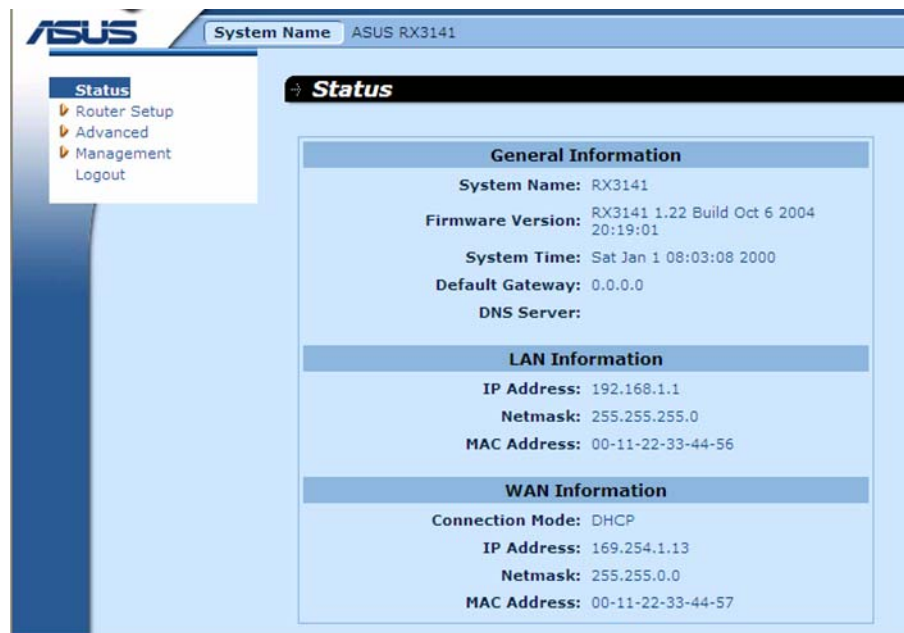 ASUS
System Name ASUS RX3141
Status
Router Setup
Advanced
Management
Logout
Status
General Information
System Name: RX3141
Firmware Version: RX3141 1.22 Build Oct 6 2004
20:19:01
System Time: Sat Jan 1 08:03:08 2000
Default Gateway: 0.0.0.0
DNS Server:
LAN Information
IP Address: 192.168.1.1
Netmask: 255.255.255.0
MAC Address: 00-11-22-33-44-56
WAN Information
Connection Mode: DHCP
IP Address: 169.254.1.13
Netmask: 255.255.0.0
MAC Address: 00-11-22-33-44-57